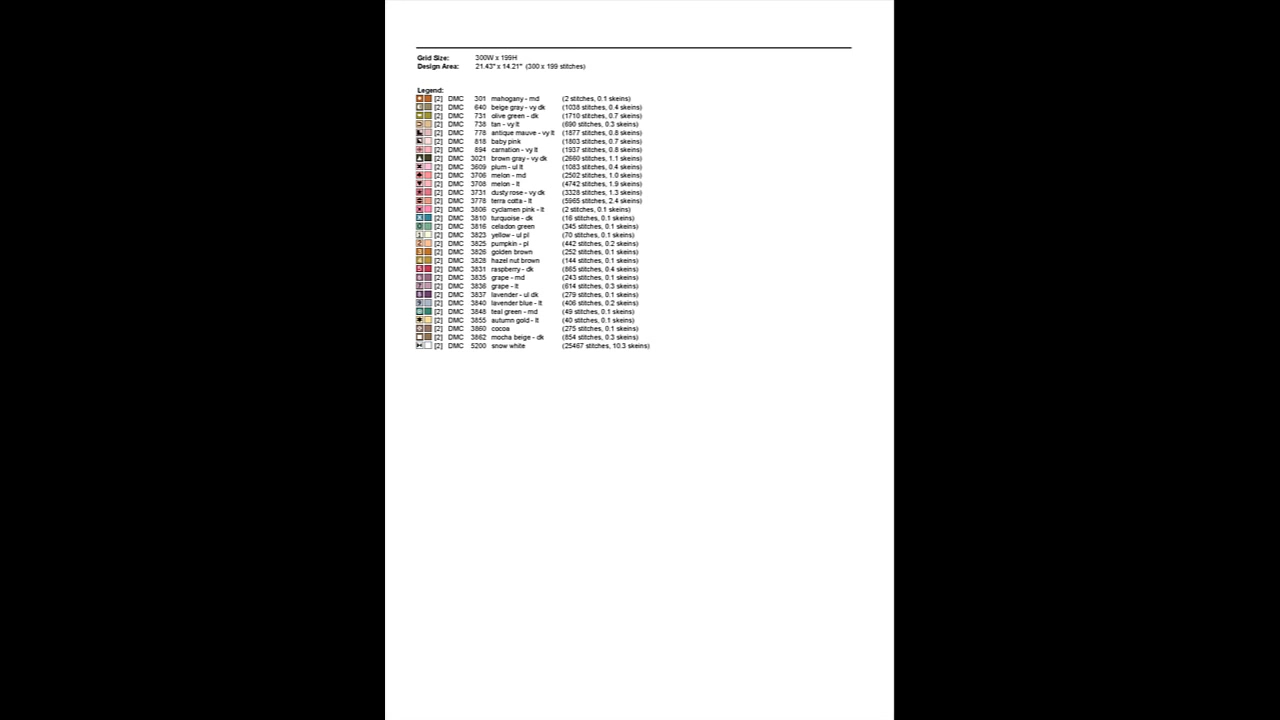 Grid Size: 300W x 199H
Design Area: 21.43" x 14.21" (300 x 199 stitches)
Legend:
[2] DMC 301 mahogany - md (2 stitches, 0.1 skeins)
[2] DMC 640 beige gray - vy dk (1038 stitches, 0.4 skeins)
[2] DMC 731 olive green - dk (1710 stitches, 0.7 skeins)
[2] DMC 738 tan - vy lt (690 stitches, 0.3 skeins)
[2] DMC 778 antique mauve - vy lt (1877 stitches, 0.8 skeins)
[2] DMC 818 baby pink (1803 stitches, 0.7 skeins)
[2] DMC 894 carnation - vy lt (1937 stitches, 0.8 skeins)
[2] DMC 3021 brown gray - vy dk (2660 stitches, 1.1 skeins)
[2] DMC 3609 plum - ul lt (1083 stitches, 0.4 skeins)
[2] DMC 3706 melon - md (2502 stitches, 1.0 skeins)
[2] DMC 3708 melon - lt (4742 stitches, 1.9 skeins)
[2] DMC 3731 dusty rose - vy dk (3328 stitches, 1.3 skeins)
[2] DMC 3778 terra cotta - lt (5965 stitches, 2.4 skeins)
[2] DMC 3806 cyclamen pink - lt (2 stitches, 0.1 skeins)
[2] DMC 3810 turquoise - dk (16 stitches, 0.1 skeins)
[2] DMC 3816 celadon green (345 stitches, 0.1 skeins)
[2] DMC 3823 yellow - ul pl (70 stitches, 0.1 skeins)
[2] DMC 3825 pumpkin - pl (442 stitches, 0.2 skeins)
[2] DMC 3826 golden brown (252 stitches, 0.1 skeins)
[2] DMC 3828 hazel nut brown (144 stitches, 0.1 skeins)
[2] DMC 3831 raspberry - dk (865 stitches, 0.4 skeins)
[2] DMC 3835 grape - md (243 stitches, 0.1 skeins)
[2] DMC 3836 grape - lt (614 stitches, 0.3 skeins)
[2] DMC 3837 lavender - ul dk (279 stitches, 0.1 skeins)
[2] DMC 3840 lavender blue - lt (406 stitches, 0.2 skeins)
[2] DMC 3848 teal green - md (49 stitches, 0.1 skeins)
[2] DMC 3855 autumn gold - lt (40 stitches, 0.1 skeins)
[2] DMC 3860 cocoa (275 stitches, 0.1 skeins)
[2] DMC 3862 mocha beige - dk (854 stitches, 0.3 skeins)
[2] DMC 5200 snow white (25467 stitches, 10.3 skeins)